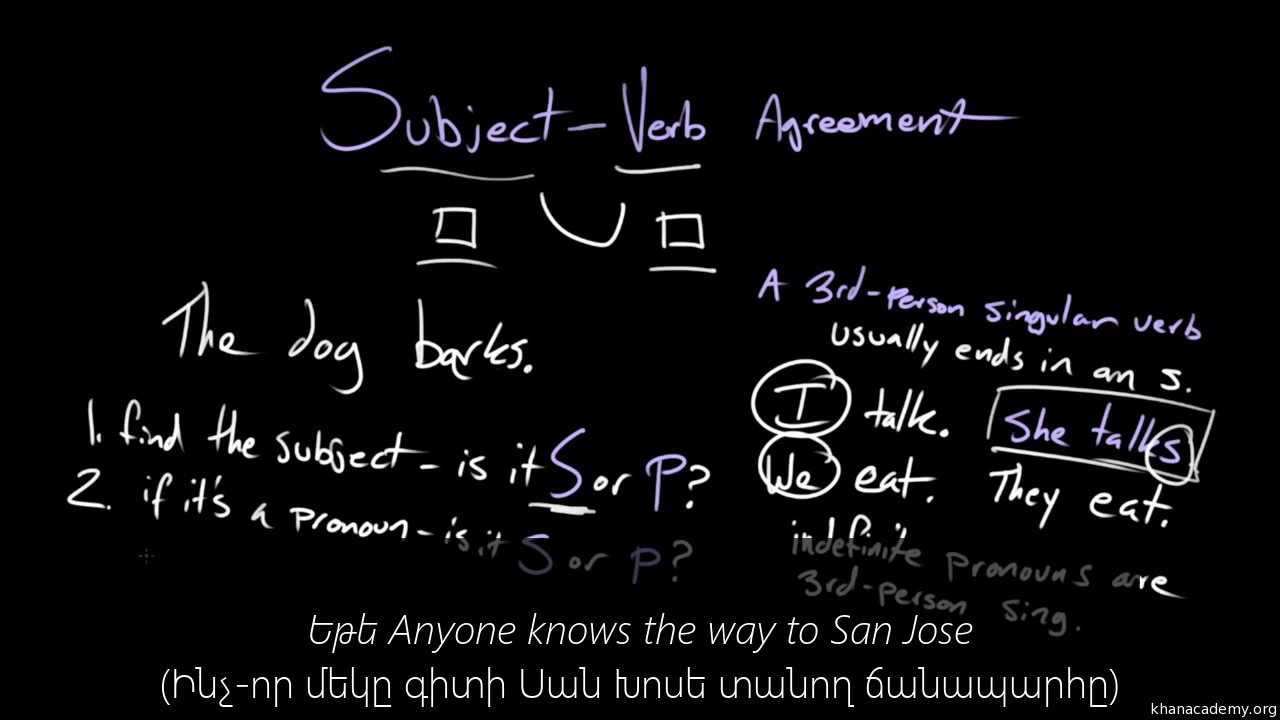 Subject-Verb Agreement
The dog barks.
1. find the subject - is it S or P?
2. if it's a pronoun - is it S or P?
A 3rd-person singular verb
usually ends in an s.
I talk. She talks
We eat. They eat.
indefinite pronouns are
3rd-person sing.
Եթե Anyone knows the way to San Jose
(Ինչ-որ մեկը գիտի Սան Խոսե տանող ճանապարհը)
khanacademy.org